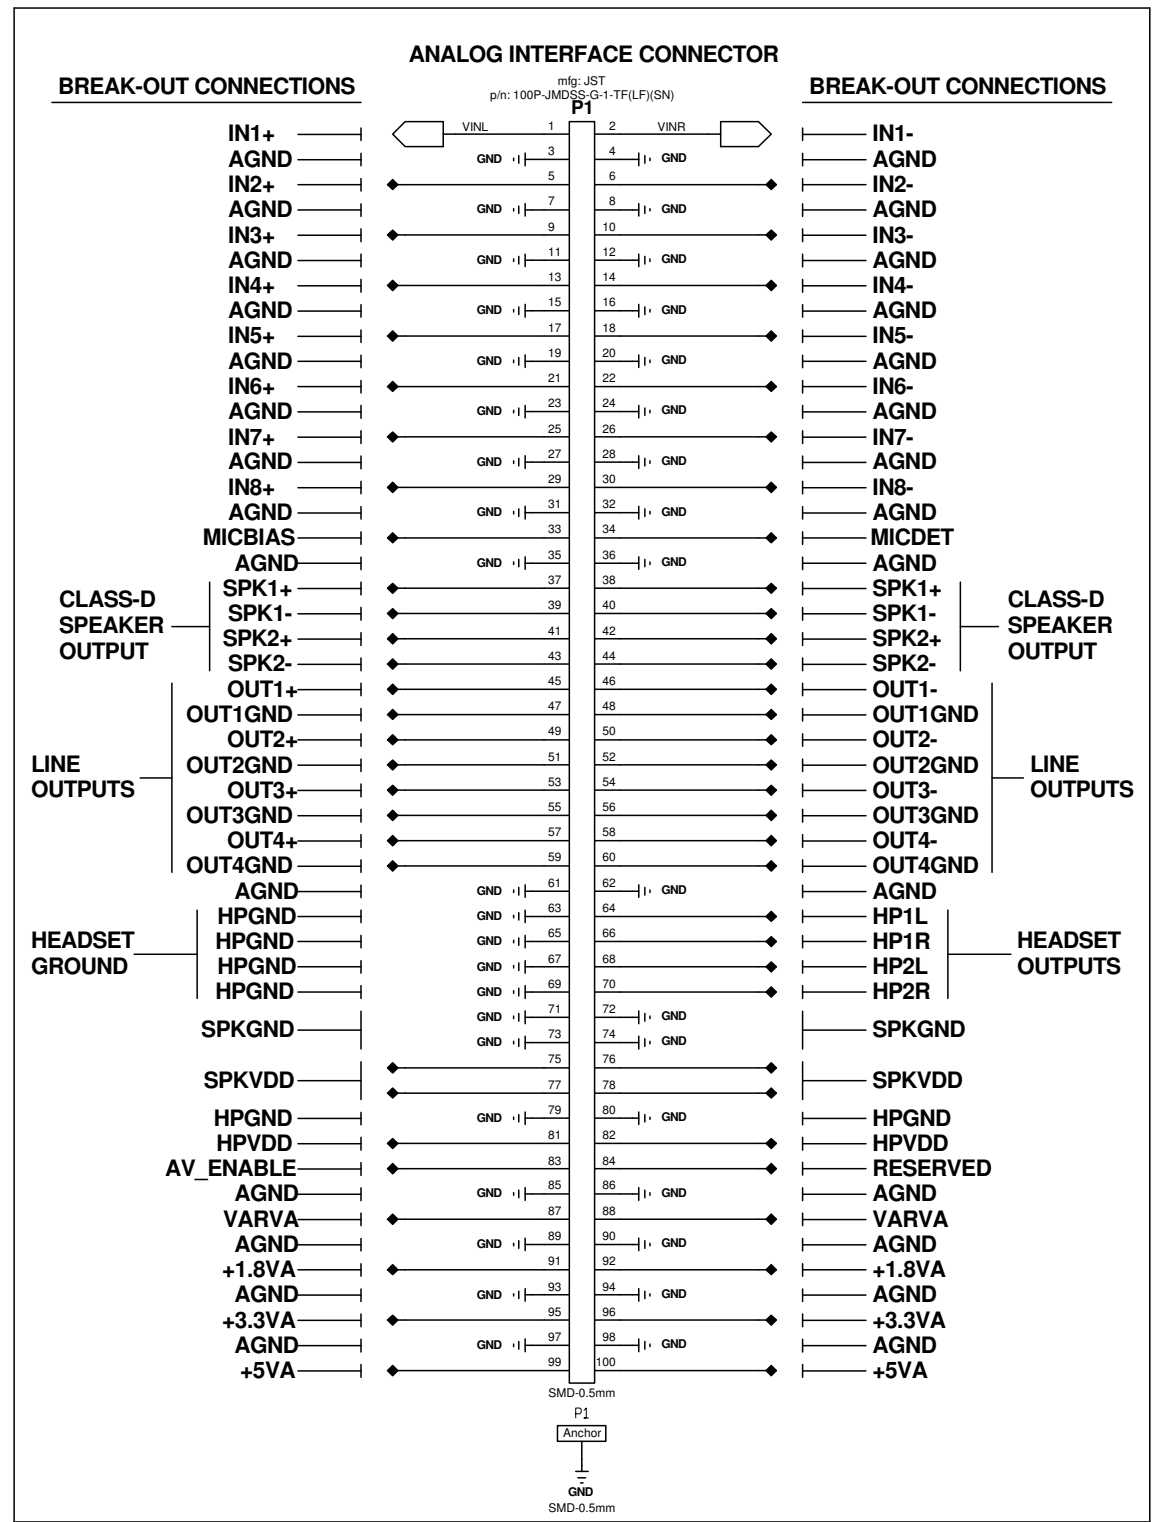 ANALOG INTERFACE CONNECTOR
mfg: JST
p/n: 100P-JMDSS-G-1-TF(LF)(SN)
P1
BREAK-OUT CONNECTIONS BREAK-OUT CONNECTIONS
IN1+ VINL 1 2 VINR IN1-
AGND GND 3 4 GND AGND
IN2+ 5 6 IN2-
AGND GND 7 8 GND AGND
IN3+ 9 10 IN3-
AGND GND 11 12 GND AGND
IN4+ 13 14 IN4-
AGND GND 15 16 GND AGND
IN5+ 17 18 IN5-
AGND GND 19 20 GND AGND
IN6+ 21 22 IN6-
AGND GND 23 24 GND AGND
IN7+ 25 26 IN7-
AGND GND 27 28 GND AGND
IN8+ 29 30 IN8-
AGND GND 31 32 GND AGND
MICBIAS 33 34 MICDET
AGND GND 35 36 GND AGND
CLASS-D
SPEAKER
OUTPUT
SPK1+ 37 38 SPK1+
SPK1- 39 40 SPK1-
SPK2+ 41 42 SPK2+
SPK2- 43 44 SPK2-
CLASS-D
SPEAKER
OUTPUT
LINE
OUTPUTS
OUT1+ 45 46 OUT1-
OUT1GND 47 48 OUT1GND
OUT2+ 49 50 OUT2-
OUT2GND 51 52 OUT2GND
OUT3+ 53 54 OUT3-
OUT3GND 55 56 OUT3GND
OUT4+ 57 58 OUT4-
OUT4GND 59 60 OUT4GND
LINE
OUTPUTS
AGND GND 61 62 GND AGND
HEADSET
GROUND
HPGND GND 63 64 HP1L
HPGND GND 65 66 HP1R
HPGND GND 67 68 HP2L
HPGND GND 69 70 HP2R
HEADSET
OUTPUTS
GND 71 72 GND
SPKGND SPKGND
GND 73 74 GND
75 76
SPKVDD SPKVDD
77 78
HPGND GND 79 80 GND HPGND
HPVDD 81 82 HPVDD
AV_ENABLE 83 84 RESERVED
AGND GND 85 86 GND AGND
VARVA 87 88 VARVA
AGND GND 89 90 GND AGND
+1.8VA 91 92 +1.8VA
AGND GND 93 94 GND AGND
+3.3VA 95 96 +3.3VA
AGND GND 97 98 GND AGND
+5VA 99 100 +5VA
SMD-0.5mm
P1
Anchor
GND
SMD-0.5mm